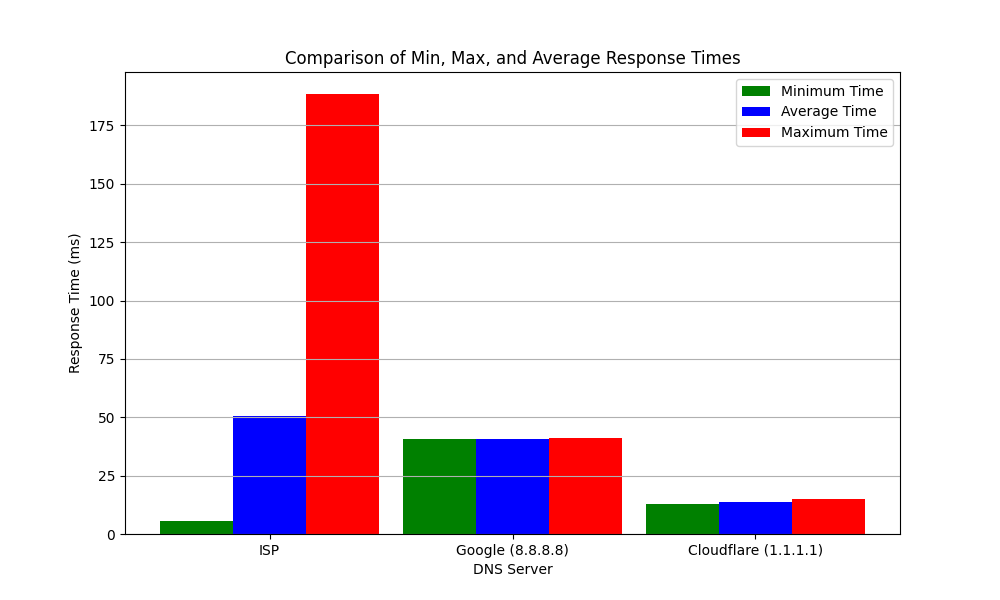 Comparison of Min, Max, and Average Response Times
Minimum Time
Average Time
Maximum Time
Response Time (ms)
175
150
125
100
75
50
25
0
ISP
Google (8.8.8.8)
Cloudflare (1.1.1.1)
DNS Server